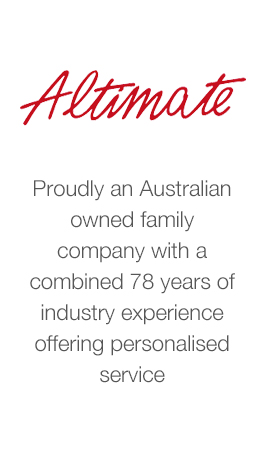 Altimate
Proudly an Australian
owned family
company with a
combined 78 years of
industry experience
offering personalised
service